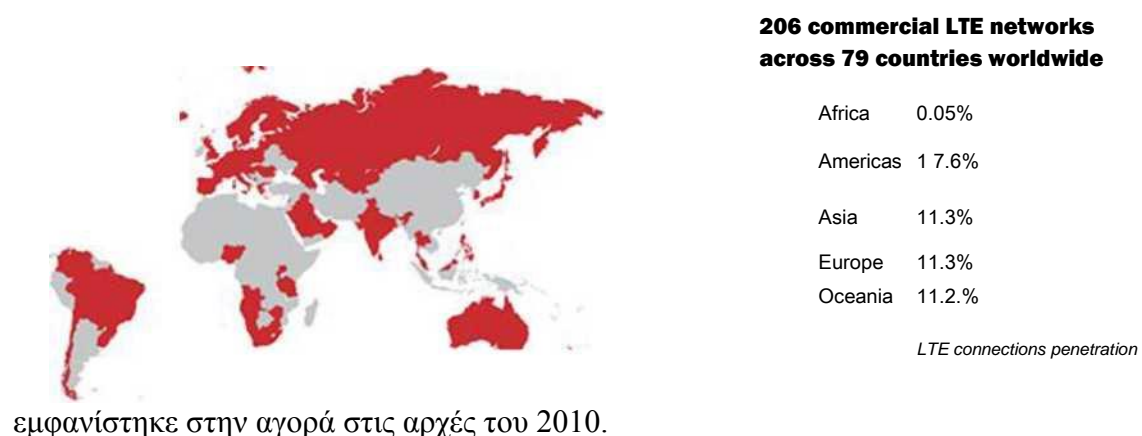 206 commercial LTE networks
across 79 countries worldwide
Africa 0.05%
Americas 1 7.6%
Asia 11.3%
Europe 11.3%
Oceania 11.2.%
LTE connections penetration
εμφανίστηκε στην αγορά στις αρχές του 2010.